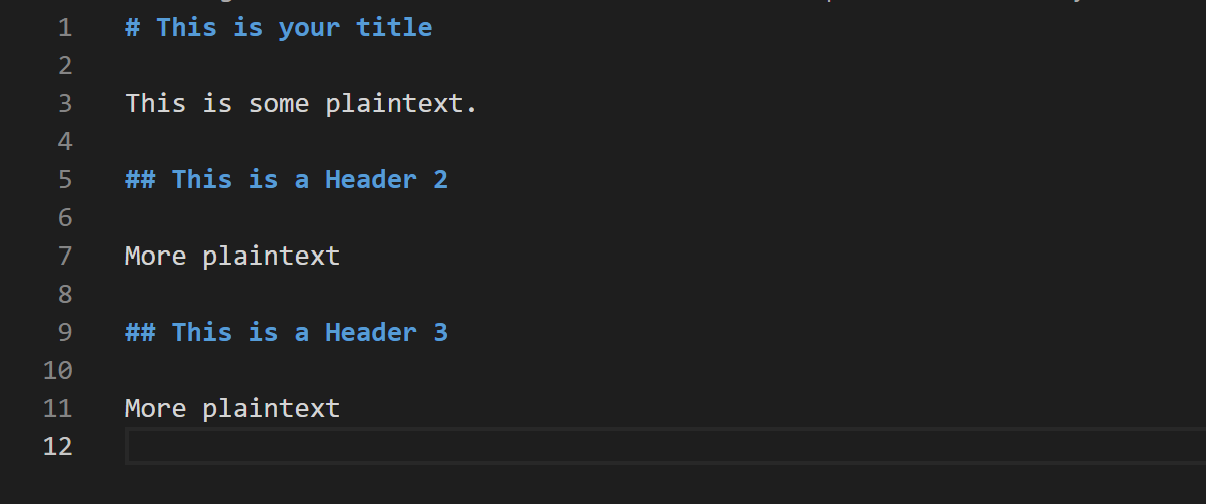 1 # This is your title
2
3 This is some plaintext.
4
5 ## This is a Header 2
6
7 More plaintext
8
9 ## This is a Header 3
10
11 More plaintext
12